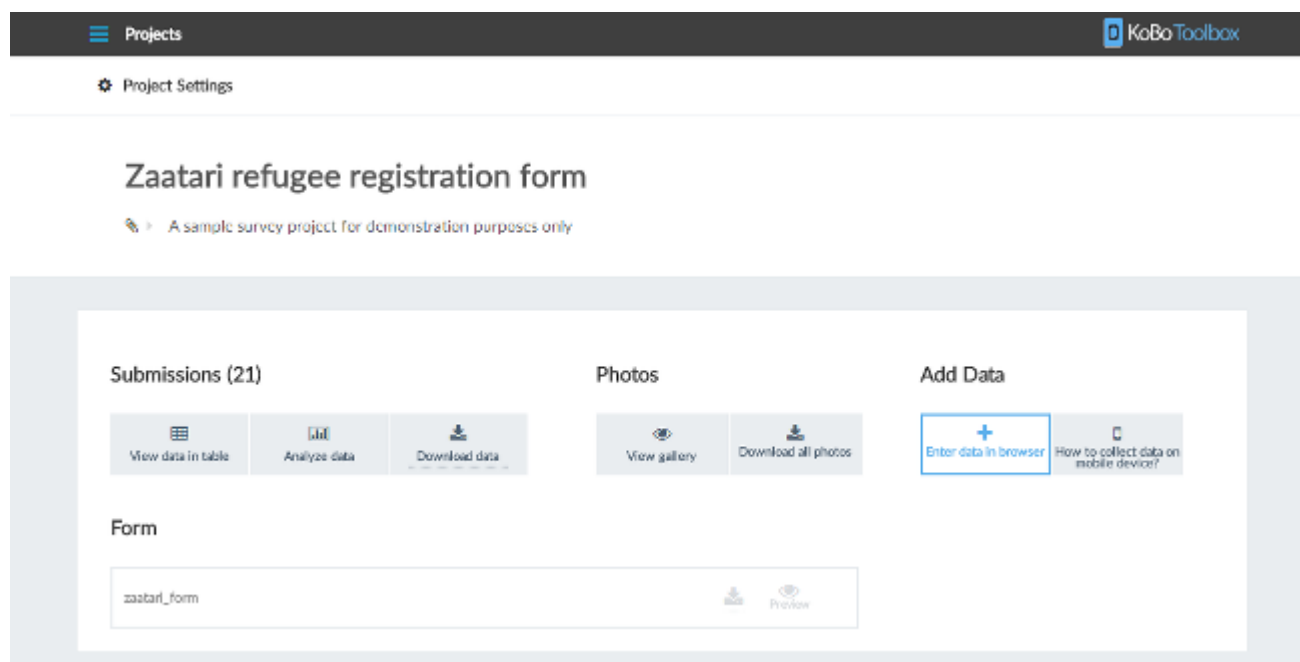 Projects
KoBoToolbox
Project Settings
Zaatari refugee registration form
A sample survey project for demonstration purposes only
Submissions (21)
Photos
Add Data
View data in table
Analyze data
Download data
View gallery
Download all photos
Enter data in browser
How to collect data on
mobile device?
Form
zaatari_form
Preview